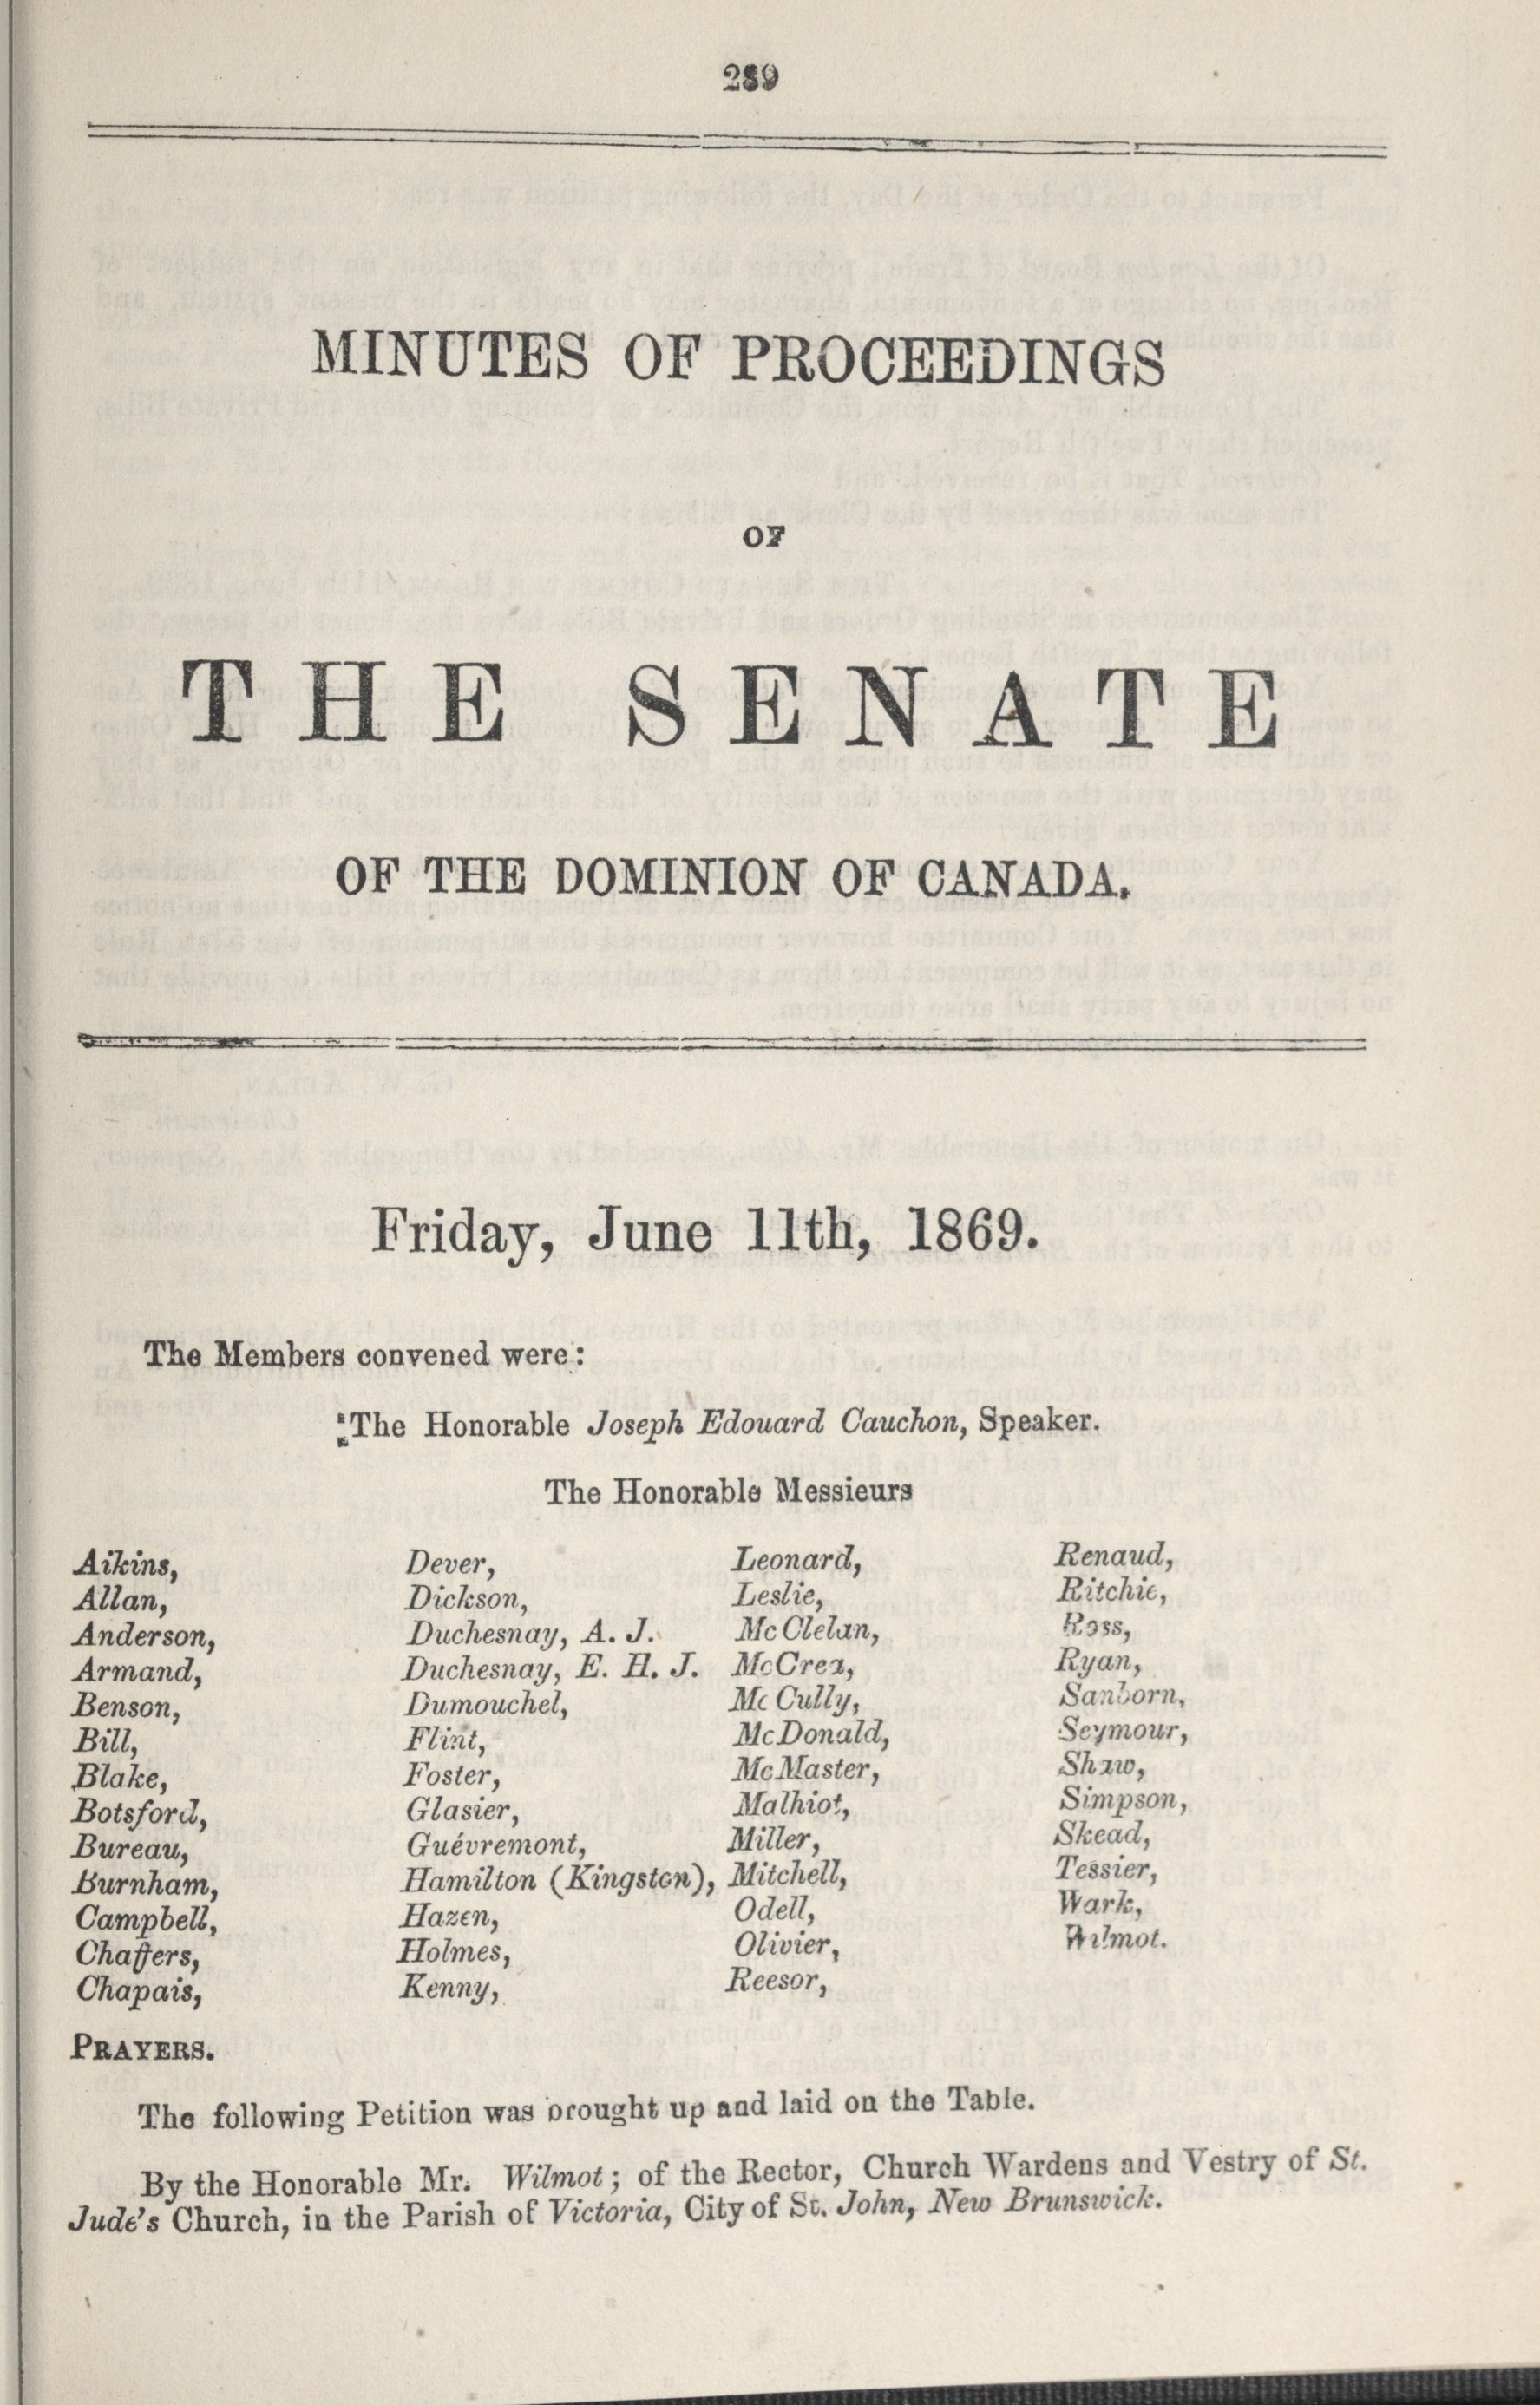 289
MINUTES OF PROCEEDINGS
OF
THE SENATE
OF THE DOMINION OF CANADA.
Friday, June 11th, 1869.
The Members convened were:
The Honorable Joseph Edouard Cauchon, Speaker.
The Honorable Messieurs
Aikins,
Allan,
Anderson,
Armand,
Benson,
Bill,
Blake,
Botsford,
Bureau,
Burnham,
Campbell,
Chaffers,
Chapais,
Dever,
Dickson,
Duchesnay, A. J.
Duchesnay, E. H. J.
Dumouchel,
Flint,
Foster,
Glasier,
Guévremont,
Hamilton (Kingston),
Hazen,
Holmes,
Kenny,
Leonard,
Leslie,
McClelan,
McCrea,
McCully,
McDonald,
McMaster,
Malhiot,
Miller,
Mitchell,
Odell,
Olivier,
Reesor,
Renaud,
Ritchie,
Ross,
Ryan,
Sanborn,
Seymour,
Shaw,
Simpson,
Skead,
Tessier,
Wark,
Wilmot.
PRAYERS.
The following Petition was brought up and laid on the Table.
By the Honorable Mr. Wilmot; of the Rector, Church Wardens and Vestry of St.
Jude's Church, in the Parish of Victoria, City of St. John, New Brunswick.